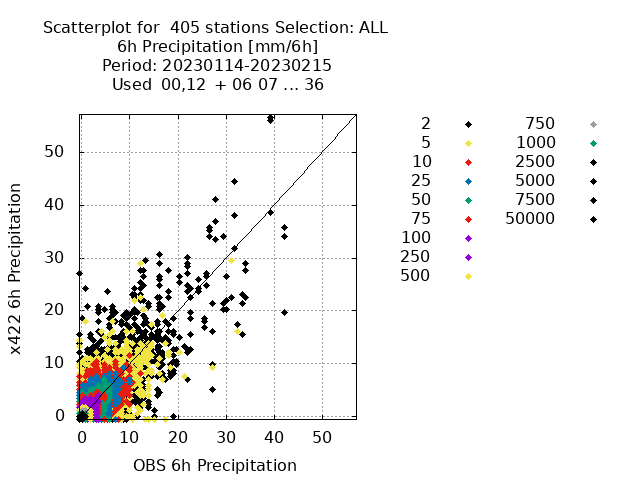 Scatterplot for  405 stations Selection: ALL
6h Precipitation [mm/6h]
Period: 20230114-20230215
Used  00,12  + 06 07 ... 36
x422 6h Precipitation
50
40
30
20
10
0
0 10 20 30 40 50
OBS 6h Precipitation
2 750
5 1000
10 2500
25 5000
50 7500
75 50000
100
250
500